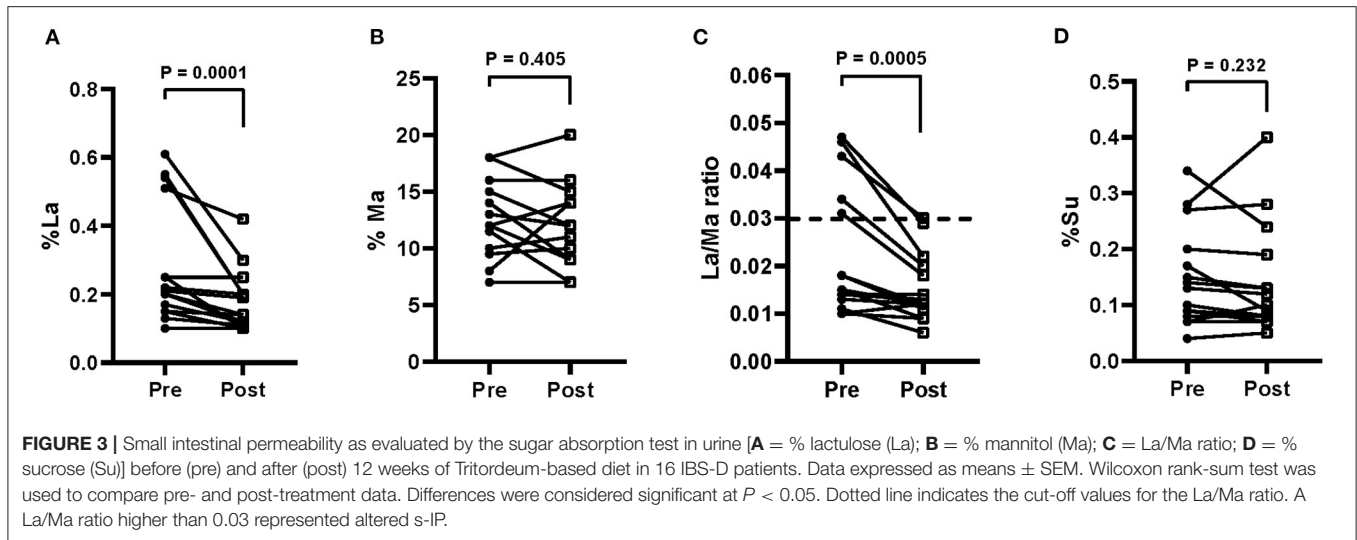 A
P = 0.0001
%La
0.8
0.6
0.4
0.2
0.0
Pre Post
B
P = 0.405
% Ma
25
20
15
10
5
0
Pre Post
C
P = 0.0005
La/Ma ratio
0.06
0.05
0.04
0.03
0.02
0.01
0.00
Pre Post
D
P = 0.232
%Su
0.5
0.4
0.3
0.2
0.1
0.0
Pre Post
FIGURE 3 | Small intestinal permeability as evaluated by the sugar absorption test in urine [A = % lactulose (La); B = % mannitol (Ma); C = La/Ma ratio; D = %
sucrose (Su)] before (pre) and after (post) 12 weeks of Tritordeum-based diet in 16 IBS-D patients. Data expressed as means ± SEM. Wilcoxon rank-sum test was
used to compare pre- and post-treatment data. Differences were considered significant at P < 0.05. Dotted line indicates the cut-off values for the La/Ma ratio. A
La/Ma ratio higher than 0.03 represented altered s-IP.